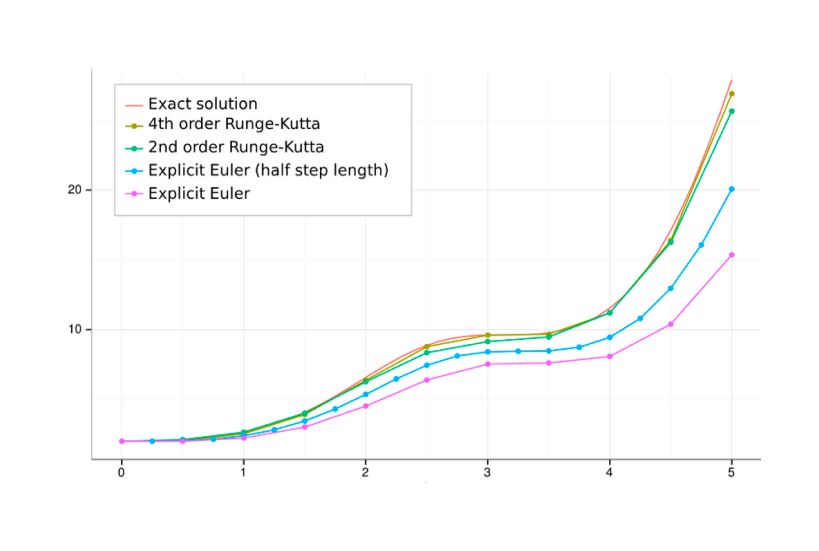 Exact solution
4th order Runge-Kutta
2nd order Runge-Kutta
Explicit Euler (half step length)
Explicit Euler
20
10
0 1 2 3 4 5